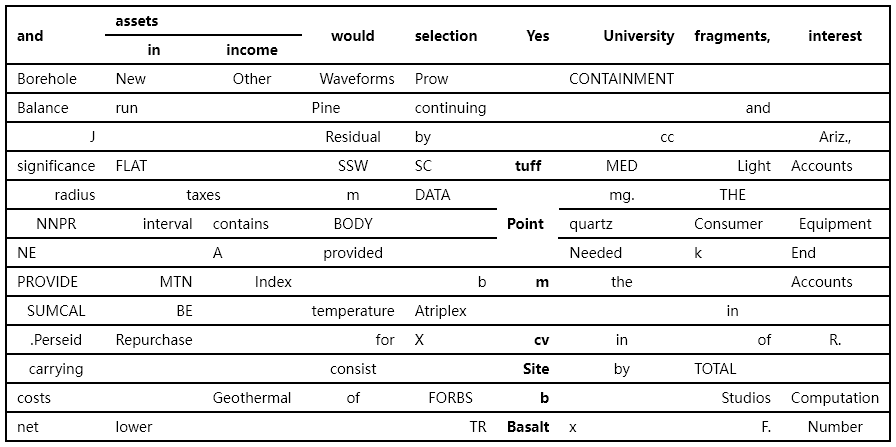 and assets would selection Yes University fragments, interest
in income
Borehole New Other Waveforms Prow CONTAINMENT
Balance run Pine continuing and
J Residual by cc Ariz.,
significance FLAT SSW SC tuff MED Light Accounts
radius taxes m DATA mg. THE
NNPR interval contains BODY Point quartz Consumer Equipment
NE A provided Needed k End
PROVIDE MTN Index b m the Accounts
SUMCAL BE temperature Atriplex in
.Perseid Repurchase for X cv in of R.
carrying consist Site by TOTAL
costs Geothermal of FORBS b Studios Computation
net lower TR Basalt x F. Number